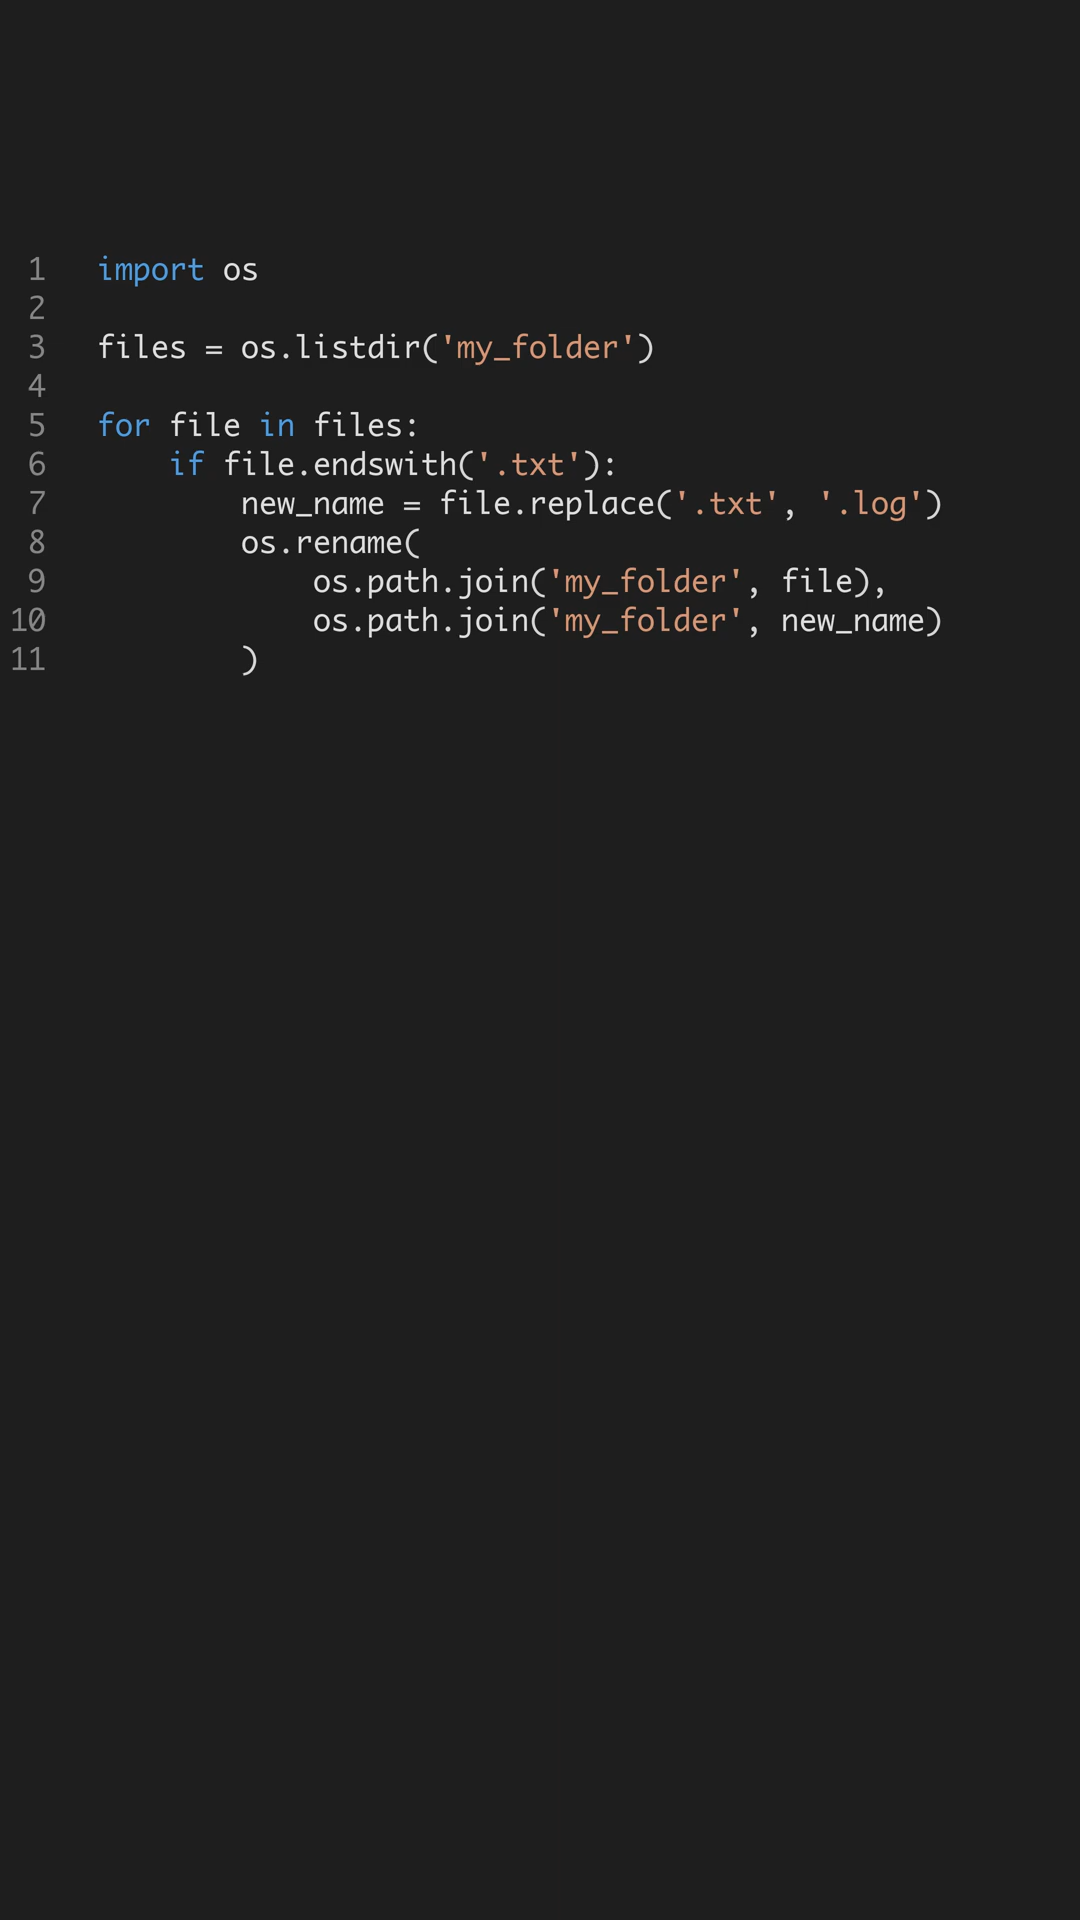 1 import os
2
3 files = os.listdir('my_folder')
4
5 for file in files:
6     if file.endswith('.txt'):
7         new_name = file.replace('.txt', '.log')
8         os.rename(
9             os.path.join('my_folder', file),
10             os.path.join('my_folder', new_name)
11         )